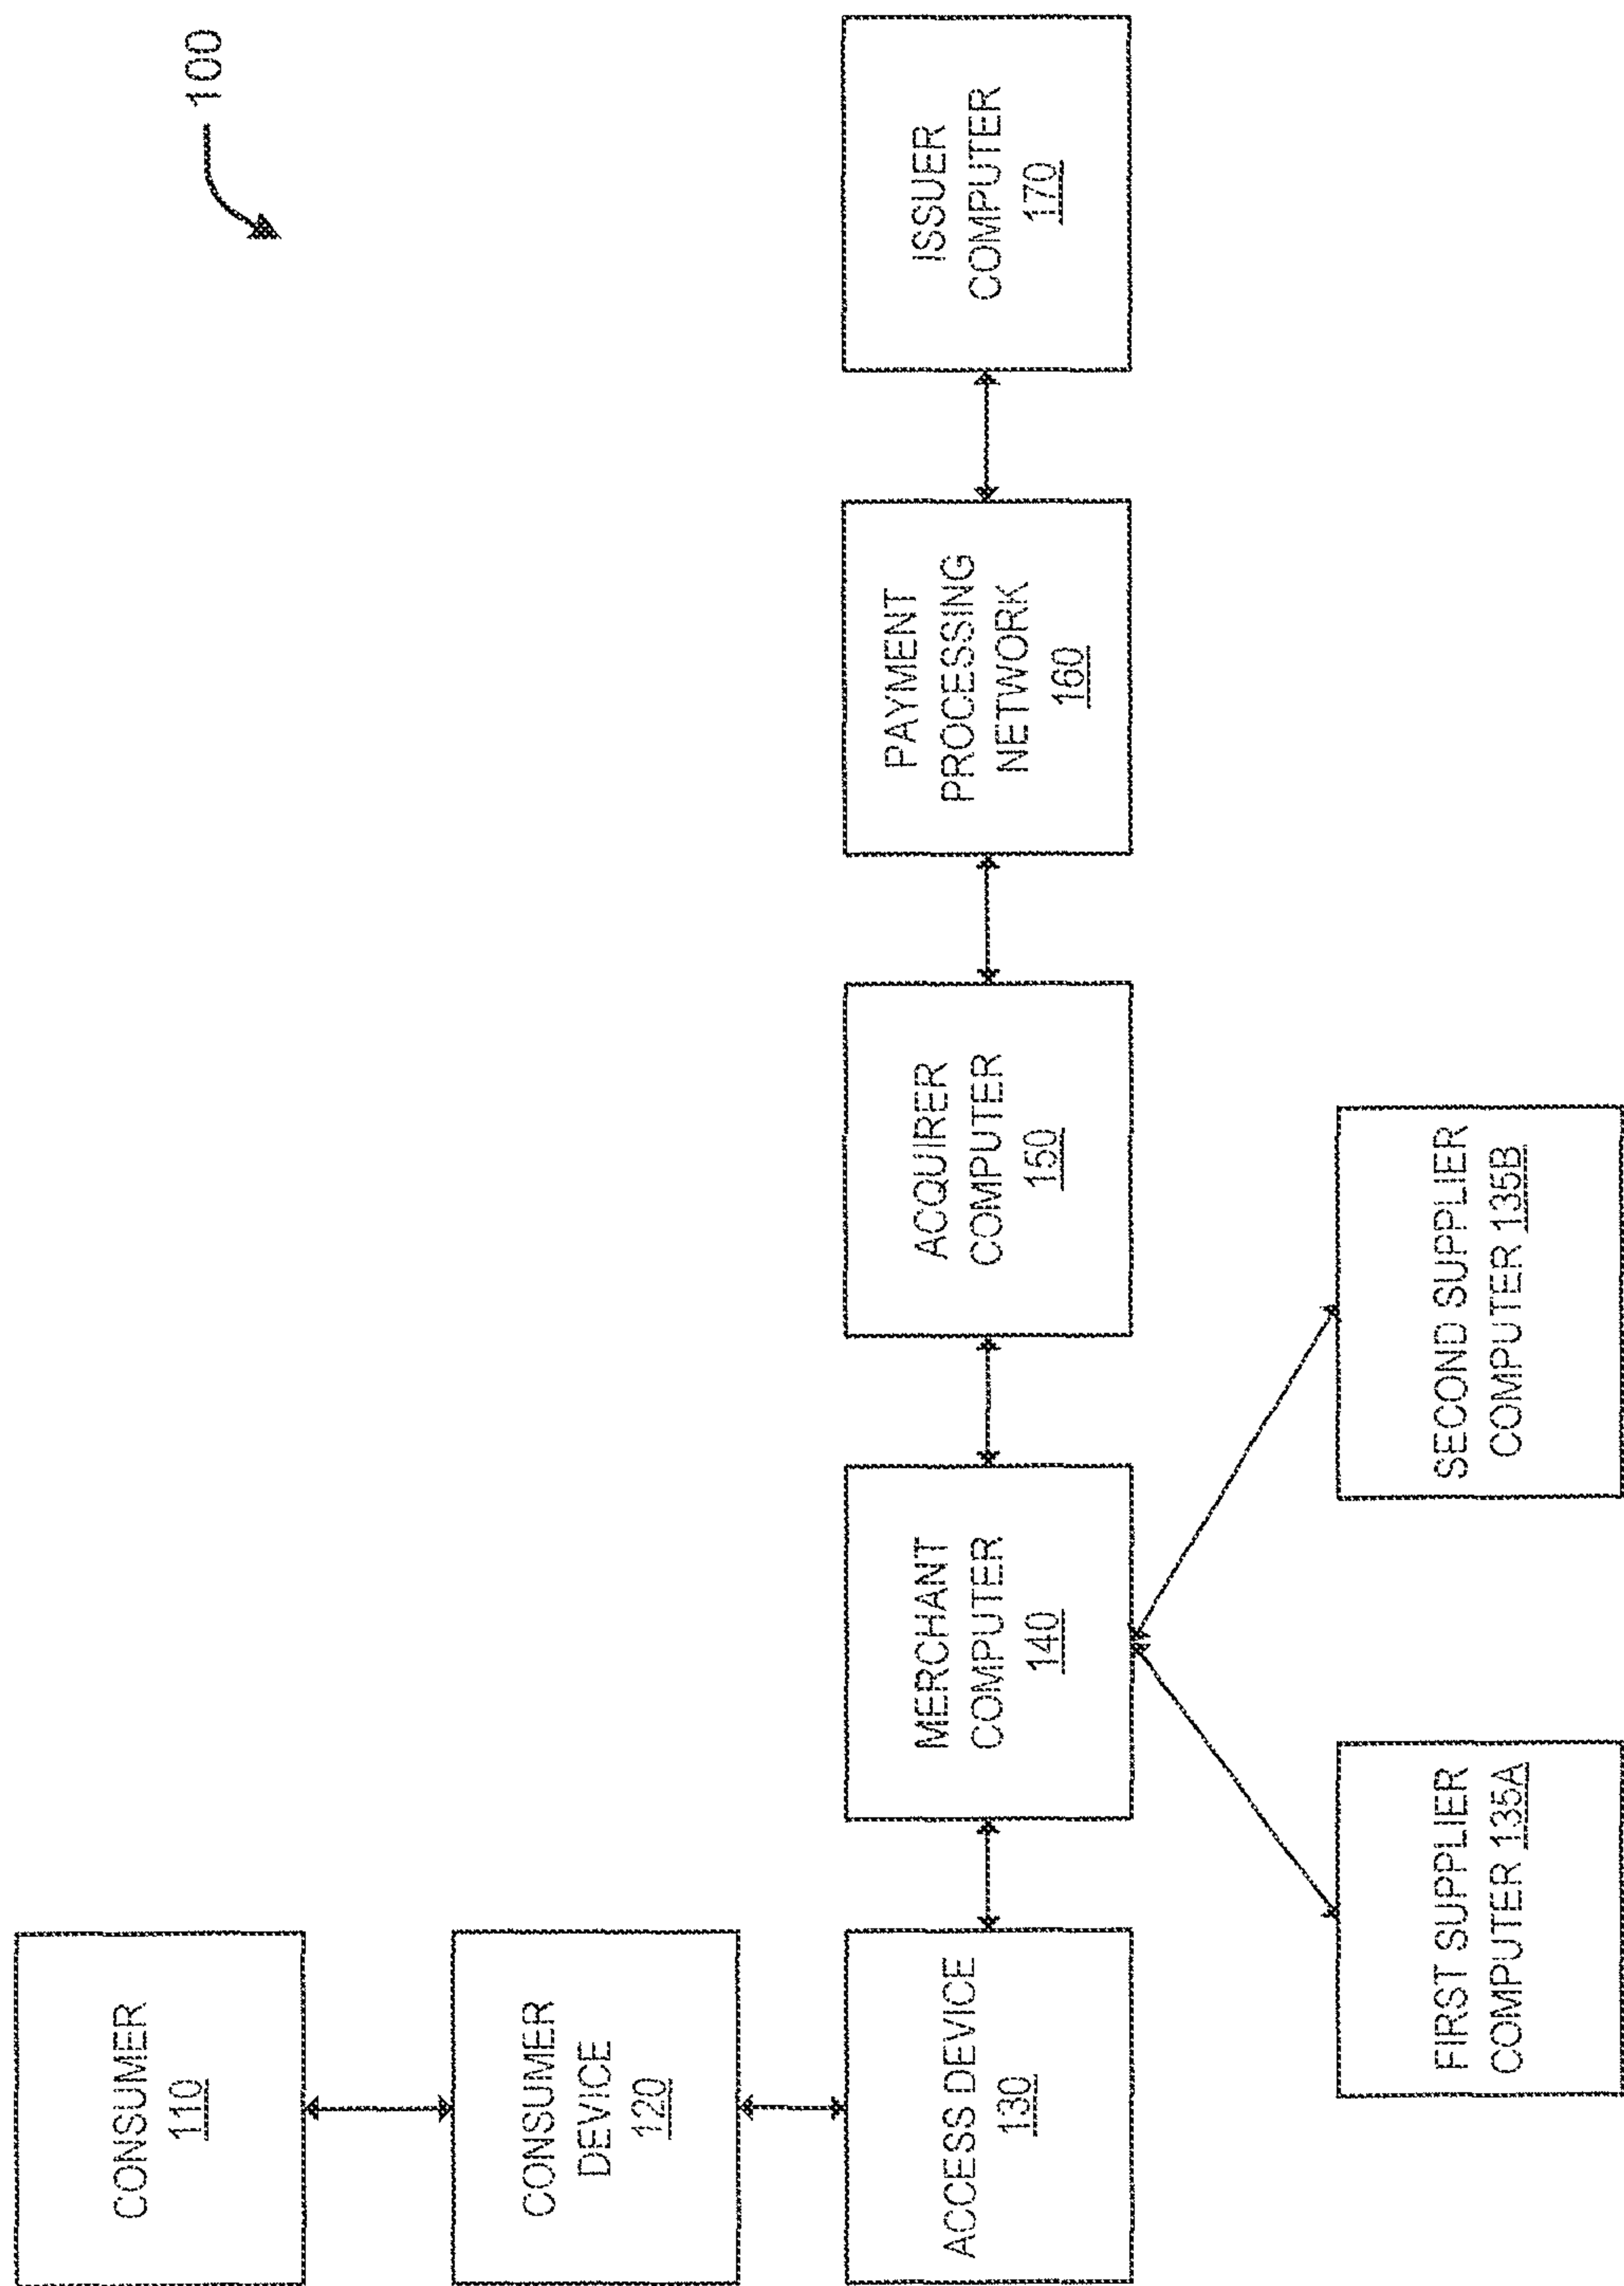 100
CONSUMER
110
CONSUMER
DEVICE
120
ACCESS DEVICE
130
MERCHANT
COMPUTER
140
ACQUIRER
COMPUTER
150
PAYMENT
PROCESSING
NETWORK
160
ISSUER
COMPUTER
170
FIRST SUPPLIER
COMPUTER 135A
SECOND SUPPLIER
COMPUTER 135B